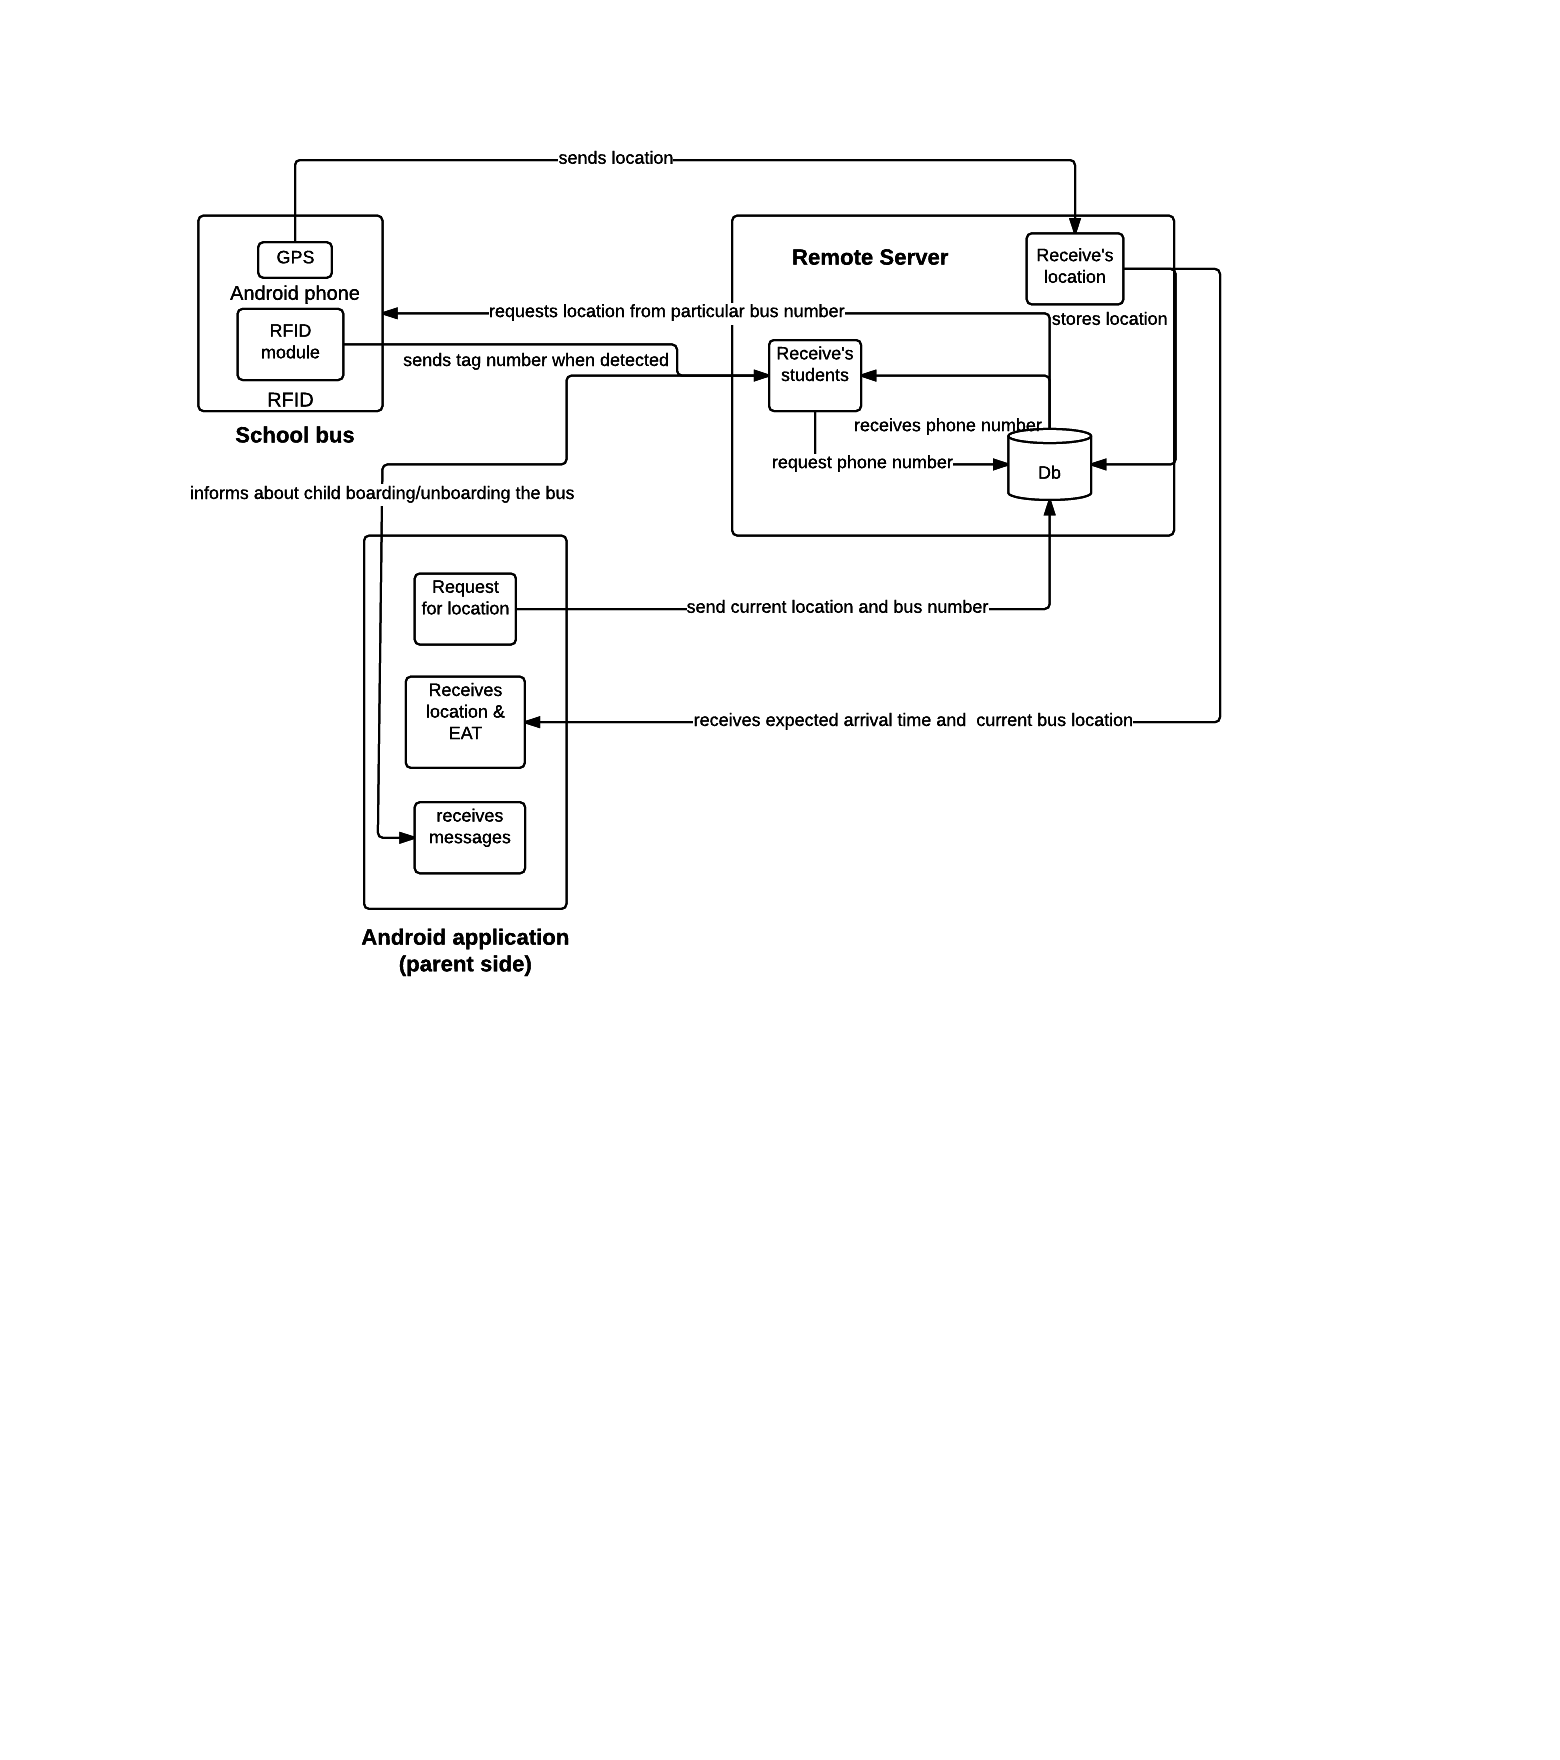 sends location
GPS
Android phone
RFID
module
RFID
School bus
Remote Server
Receive's
location
requests location from particular bus number
stores location
sends tag number when detected
Receive's
students
receives phone number
request phone number
Db
informs about child boarding/unboarding the bus
Request
for location
send current location and bus number
Receives
location &
EAT
receives expected arrival time and  current bus location
receives
messages
Android application
(parent side)